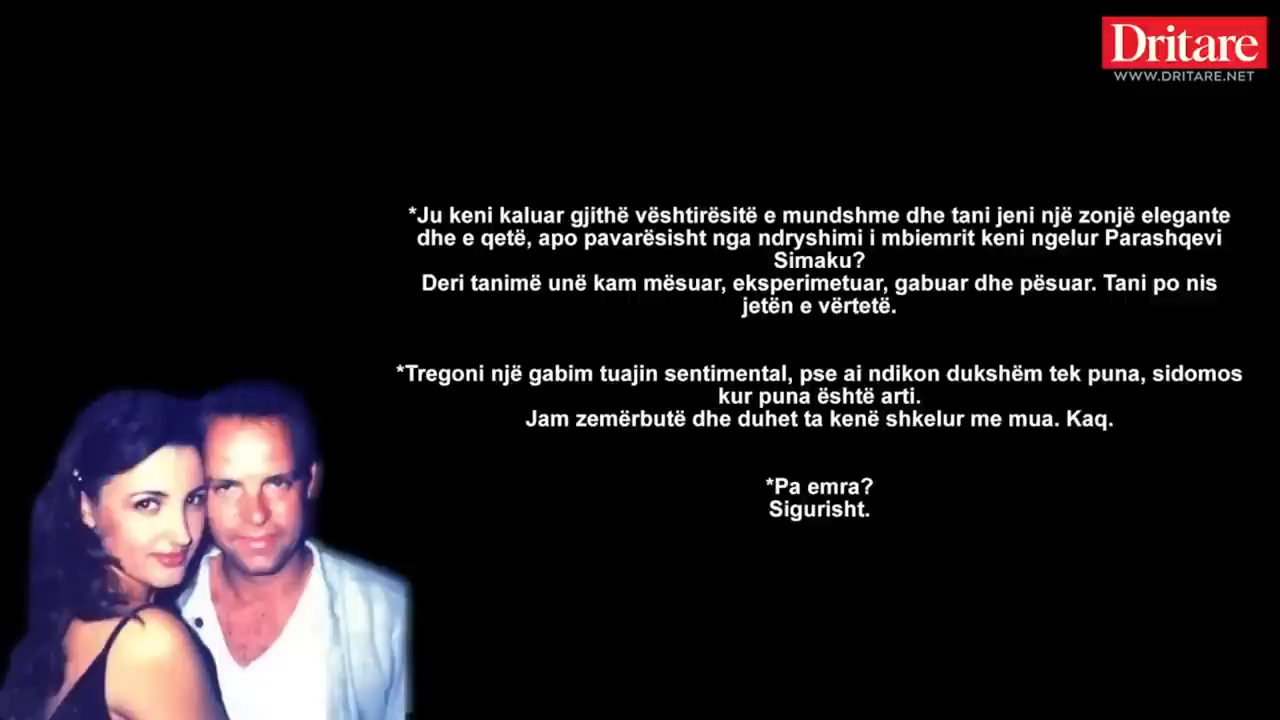 Dritare
WWW.DRITARE.NET
*Ju keni kaluar gjithë vështirësitë e mundshme dhe tani jeni një zonjë elegante
dhe e qetë, apo pavarësisht nga ndryshimi i mbiemrit keni ngelur Parashqevi
Simaku?
Deri tanimë unë kam mësuar, eksperimetuar, gabuar dhe pësuar. Tani po nis
jetën e vërtetë.
*Tregoni një gabim tuajin sentimental, pse ai ndikon dukshëm tek puna, sidomos
kur puna është arti.
Jam zemërbutë dhe duhet ta kenë shkelur me mua. Kaq.
*Pa emra?
Sigurisht.